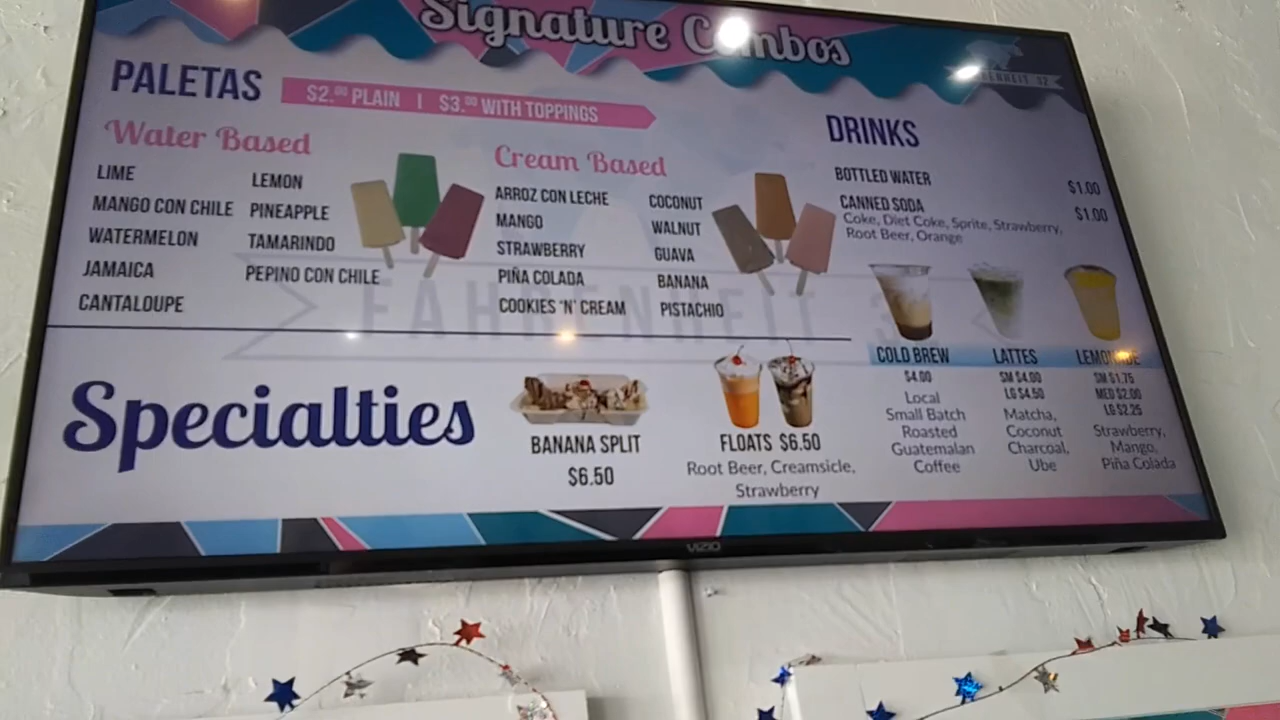 Signature Combos
PALETAS
$2.00 PLAIN | $3.00 WITH TOPPINGS
Water Based
LIME
MANGO CON CHILE
WATERMELON
JAMAICA
CANTALOUPE
LEMON
PINEAPPLE
TAMARINDO
PEPINO CON CHILE
Cream Based
ARROZ CON LECHE
MANGO
STRAWBERRY
PIÑA COLADA
COOKIES 'N' CREAM
COCONUT
WALNUT
GUAVA
BANANA
PISTACHIO
DRINKS
BOTTLED WATER $1.00
CANNED SODA $1.00
Coke, Diet Coke, Sprite, Strawberry,
Root Beer, Orange
COLD BREW
$4.00
Local
Small Batch
Roasted
Guatemalan
Coffee
LATTES
SM $4.00
LG $4.50
Matcha,
Coconut
Charcoal,
Ube
LEMONADE
SM $1.75
MED $2.00
LG $2.25
Strawberry,
Mango,
Piña Colada
Specialties
BANANA SPLIT
$6.50
FLOATS $6.50
Root Beer, Creamsicle,
Strawberry
FAHRENHEIT 3
VIZIO